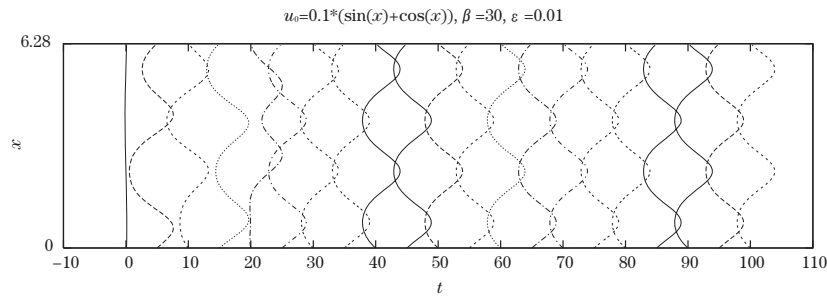 u₀=0.1*(sin(x)+cos(x)), β =30, ε =0.01
6.28
x
0
−10 0 10 20 30 40 50 60 70 80 90 100 110
t